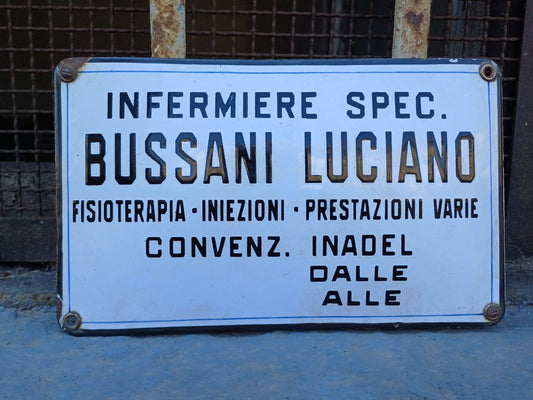 INFERMIERE SPEC.
BUSSANI LUCIANO
FISIOTERAPIA · INIEZIONI · PRESTAZIONI VARIE
CONVENZ. INADEL
DALLE
ALLE